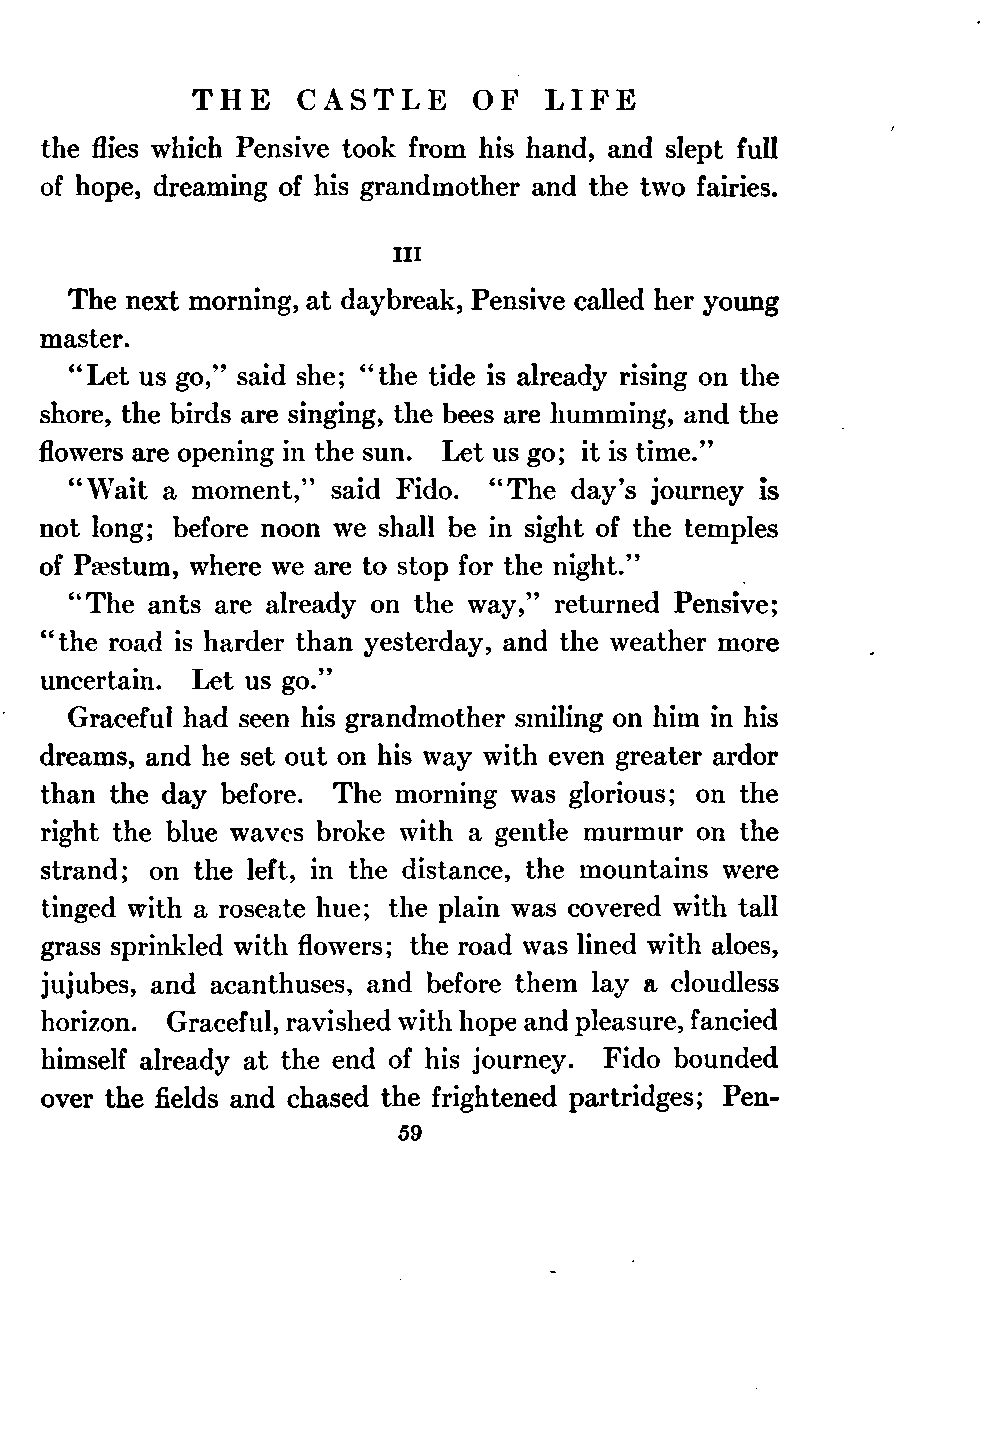 THE CASTLE OF LIFE
the flies which Pensive took from his hand, and slept full
of hope, dreaming of his grandmother and the two fairies.
III
The next morning, at daybreak, Pensive called her young
master.
“Let us go,” said she; “the tide is already rising on the
shore, the birds are singing, the bees are humming, and the
flowers are opening in the sun. Let us go; it is time.”
“Wait a moment,” said Fido. “The day’s journey is
not long; before noon we shall be in sight of the temples
of Pæstum, where we are to stop for the night.”
“The ants are already on the way,” returned Pensive;
“the road is harder than yesterday, and the weather more
uncertain. Let us go.”
Graceful had seen his grandmother smiling on him in his
dreams, and he set out on his way with even greater ardor
than the day before. The morning was glorious; on the
right the blue waves broke with a gentle murmur on the
strand; on the left, in the distance, the mountains were
tinged with a roseate hue; the plain was covered with tall
grass sprinkled with flowers; the road was lined with aloes,
jujubes, and acanthuses, and before them lay a cloudless
horizon. Graceful, ravished with hope and pleasure, fancied
himself already at the end of his journey. Fido bounded
over the fields and chased the frightened partridges; Pen-
59